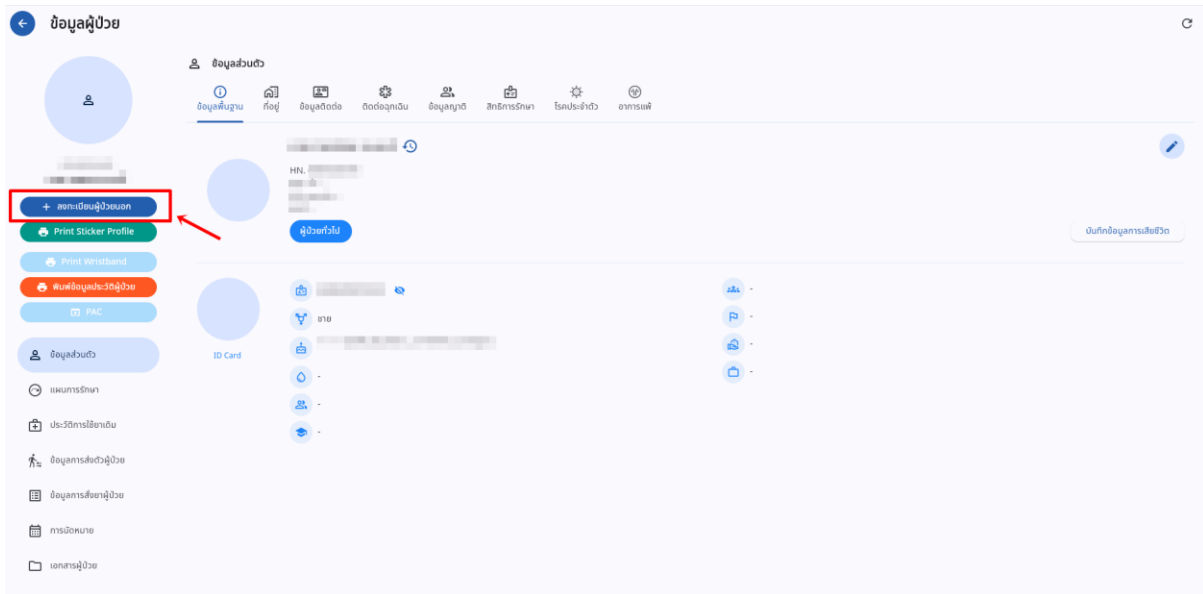 ข้อมูลผู้ป่วย
ข้อมูลส่วนตัว
ข้อมูลพื้นฐาน ที่อยู่ ข้อมูลติดต่อ ติดต่อฉุกเฉิน ข้อมูลญาติ สิทธิการรักษา โรคประจำตัว อาการแพ้
HN.
+ ลงทะเบียนผู้ป่วยนอก
Print Sticker Profile
ผู้ป่วยทั่วไป
บันทึกข้อมูลการเสียชีวิต
Print Wristband
พิมพ์ข้อมูลประวัติผู้ป่วย
PAC
-
ชาย
-
ID Card
-
-
-
-
-
ข้อมูลส่วนตัว
แผนการรักษา
ประวัติการใช้ยาเดิม
ข้อมูลการส่งตัวผู้ป่วย
ข้อมูลการสั่งยาผู้ป่วย
การนัดหมาย
เอกสารผู้ป่วย